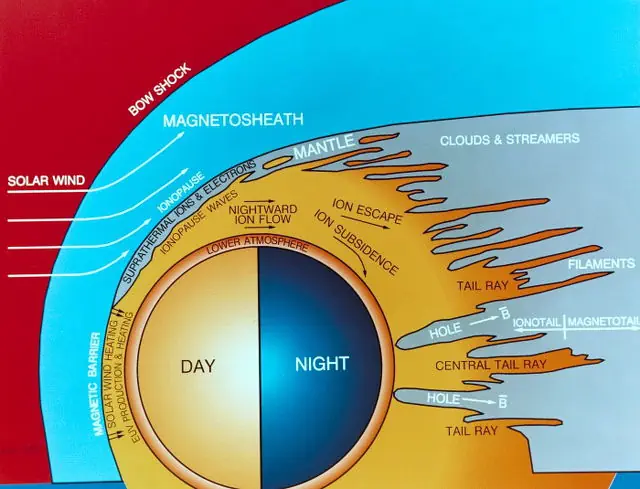 BOW SHOCK
MAGNETOSHEATH
MANTLE
CLOUDS & STREAMERS
SOLAR WIND
IONOPAUSE
SUPRATHERMAL IONS & ELECTRONS
IONOPAUSE WAVES
NIGHTWARD
ION FLOW
ION ESCAPE
ION SUBSIDENCE
LOWER ATMOSPHERE
FILAMENTS
TAIL RAY
HOLE B̅
IONOTAIL MAGNETOTAIL
MAGNETIC BARRIER
SOLAR WIND HEATING
EUV PRODUCTION & HEATING
DAY
NIGHT
CENTRAL TAIL RAY
HOLE B̅
TAIL RAY